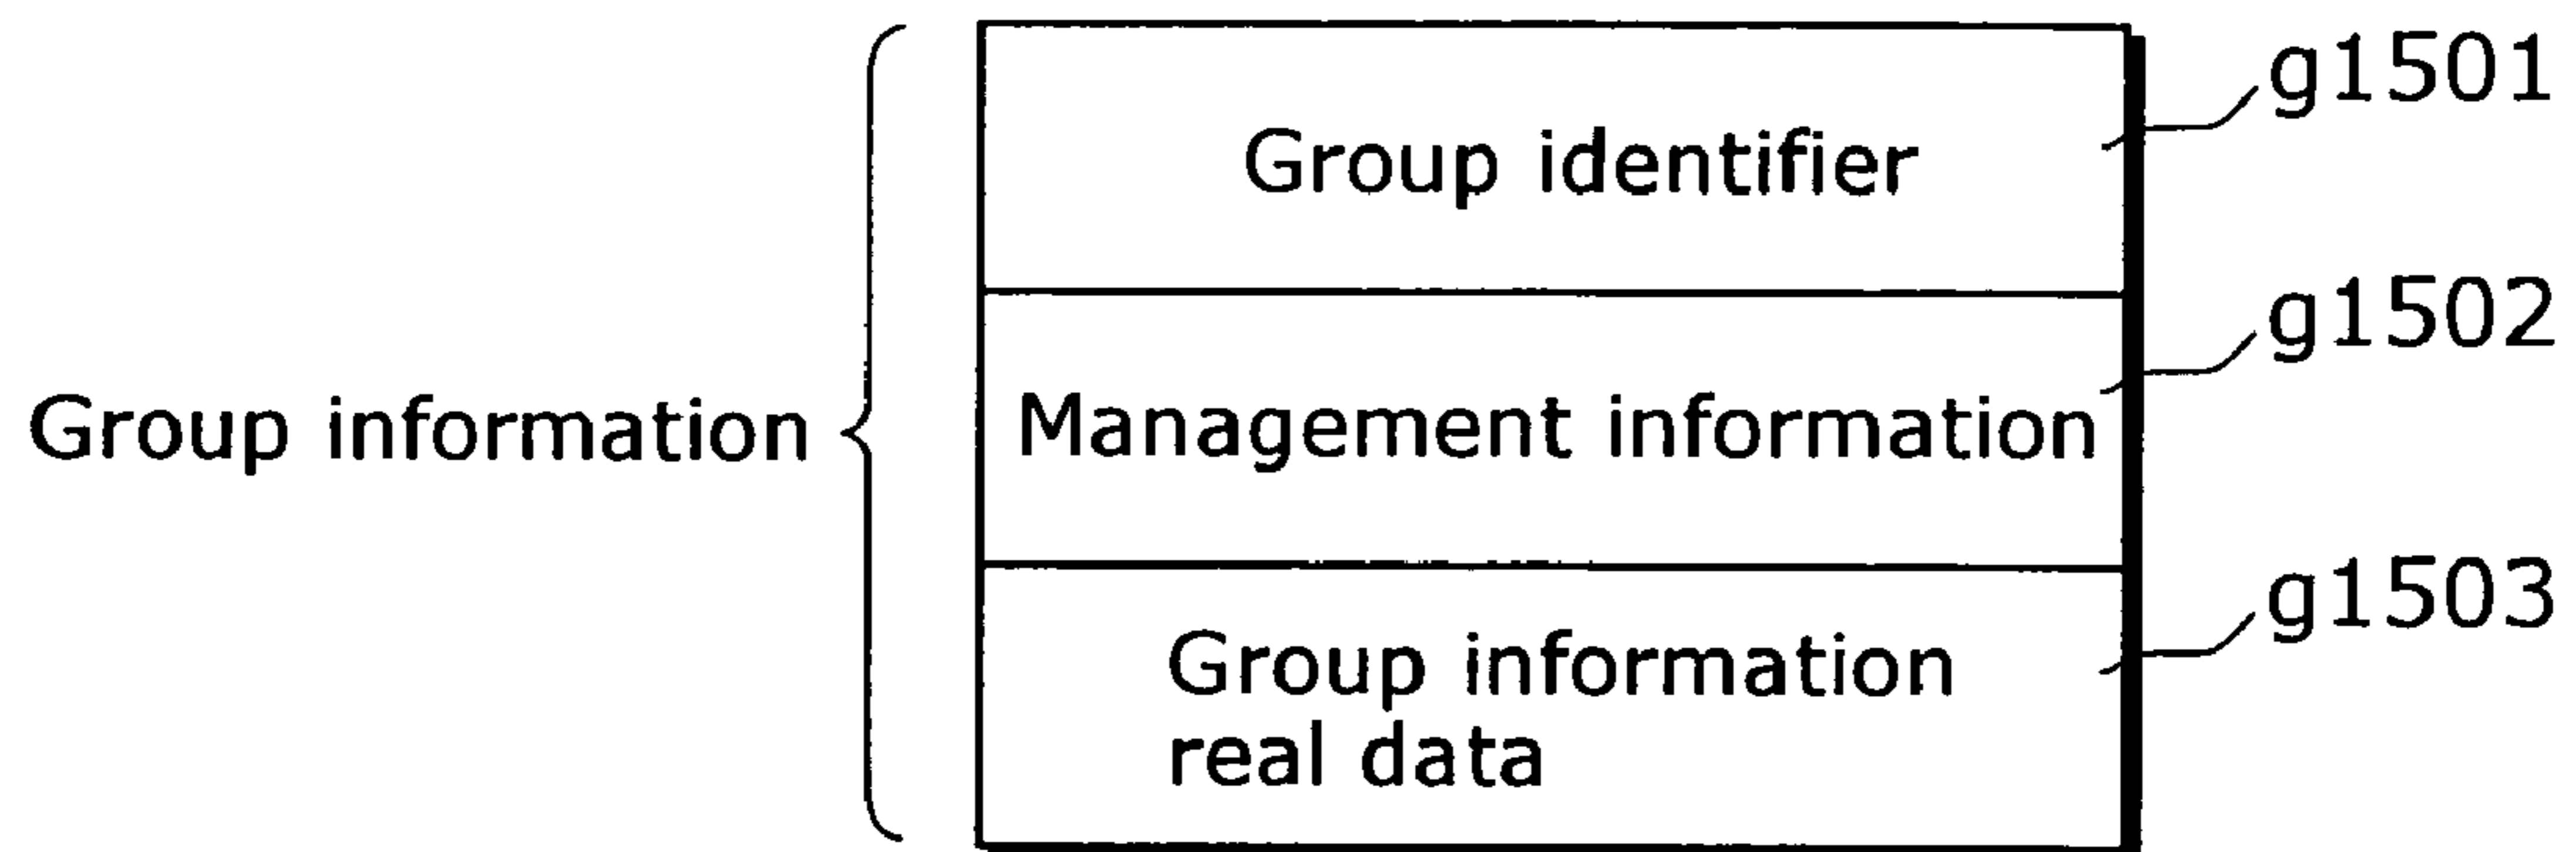 Group information
Group identifier
g1501
Management information
g1502
Group information
real data
g1503